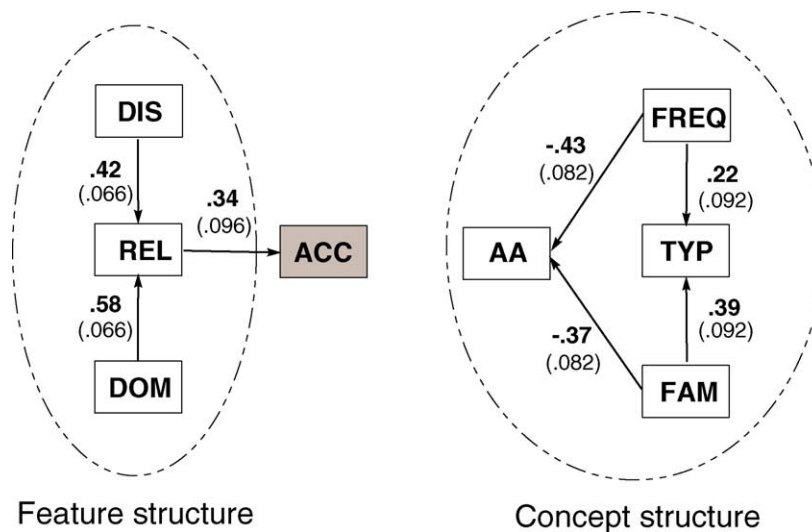 DIS
.42
(.066)
REL
.34
(.096)
ACC
.58
(.066)
DOM
Feature structure
FREQ
-.43
(.082)
.22
(.092)
AA
TYP
-.37
(.082)
.39
(.092)
FAM
Concept structure